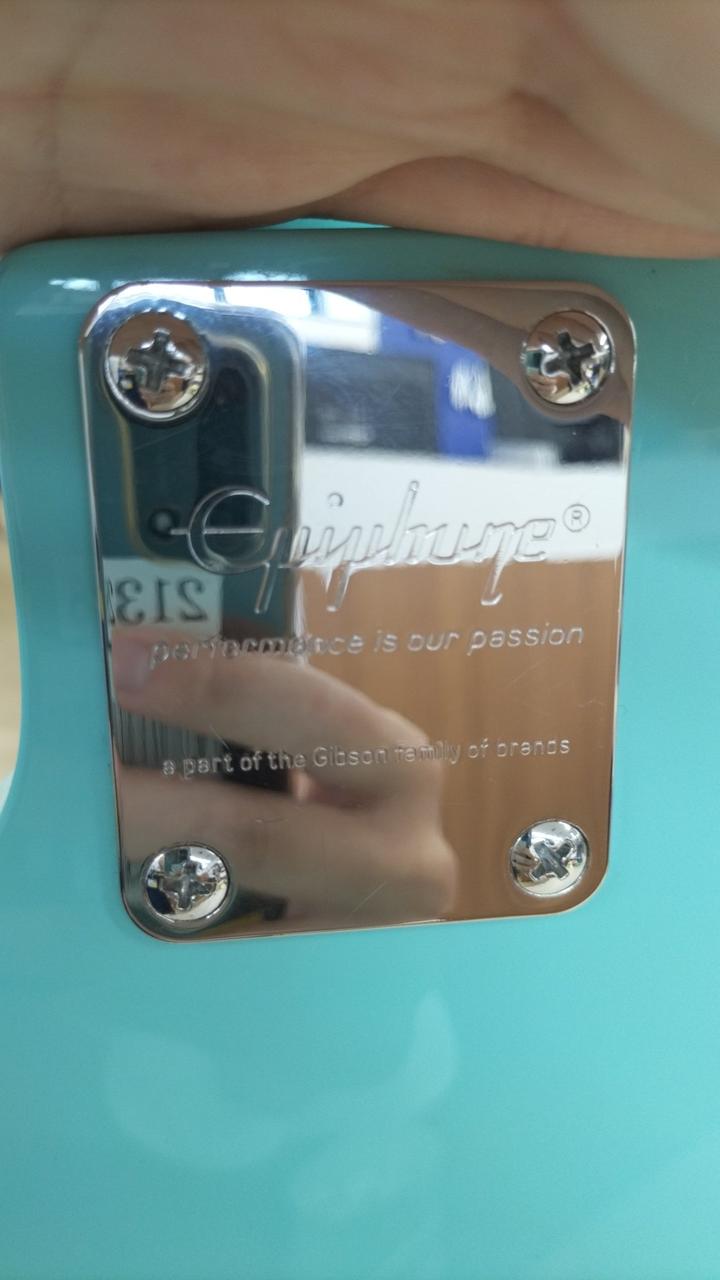 Epiphone®
performance is our passion
a part of the Gibson family of brands